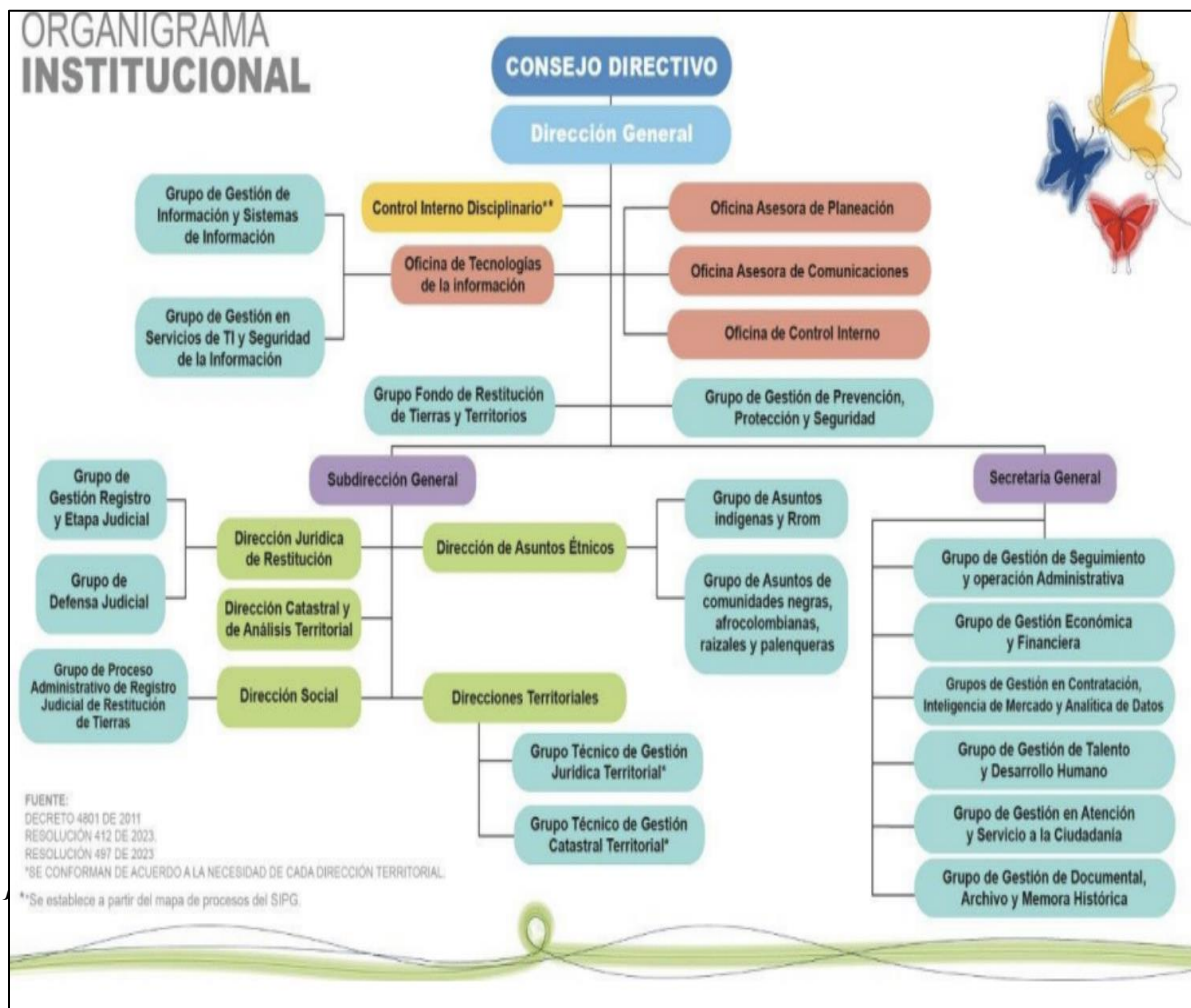 ORGANIGRAMA
INSTITUCIONAL
CONSEJO DIRECTIVO
Dirección General
Grupo de Gestión de
Información y Sistemas
de Información
Control Interno Disciplinario**
Oficina Asesora de Planeación
Oficina de Tecnologías
de la información
Oficina Asesora de Comunicaciones
Grupo de Gestión en
Servicios de TI y Seguridad
de la Información
Oficina de Control Interno
Grupo Fondo de Restitución
de Tierras y Territorios
Grupo de Gestión de Prevención,
Protección y Seguridad
Subdirección General
Secretaria General
Grupo de
Gestión Registro
y Etapa Judicial
Grupo de
Defensa Judicial
Grupo de Proceso
Administrativo de Registro
Judicial de Restitución
de Tierras
Dirección Jurídica
de Restitución
Dirección Catastral y
de Análisis Territorial
Dirección Social
Dirección de Asuntos Étnicos
Grupo de Asuntos
indígenas y Rrom
Grupo de Asuntos de
comunidades negras,
afrocolombianas,
raizales y palenqueras
Direcciones Territoriales
Grupo Técnico de Gestión
Jurídica Territorial*
Grupo Técnico de Gestión
Catastral Territorial*
Grupo de Gestión de Seguimiento
y operación Administrativa
Grupo de Gestión Económica
y Financiera
Grupos de Gestión en Contratación,
Inteligencia de Mercado y Analítica de Datos
Grupo de Gestión de Talento
y Desarrollo Humano
Grupo de Gestión en Atención
y Servicio a la Ciudadanía
Grupo de Gestión de Documental,
Archivo y Memora Histórica
FUENTE:
DECRETO 4801 DE 2011
RESOLUCIÓN 412 DE 2023.
RESOLUCIÓN 497 DE 2023
*SE CONFORMAN DE ACUERDO A LA NECESIDAD DE CADA DIRECCIÓN TERRITORIAL.
**Se establece a partir del mapa de procesos del SIPG.